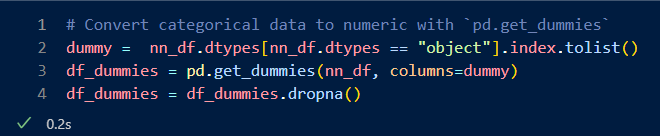 1 # Convert categorical data to numeric with `pd.get_dummies`
2 dummy =  nn_df.dtypes[nn_df.dtypes == "object"].index.tolist()
3 df_dummies = pd.get_dummies(nn_df, columns=dummy)
4 df_dummies = df_dummies.dropna()
✓ 0.2s